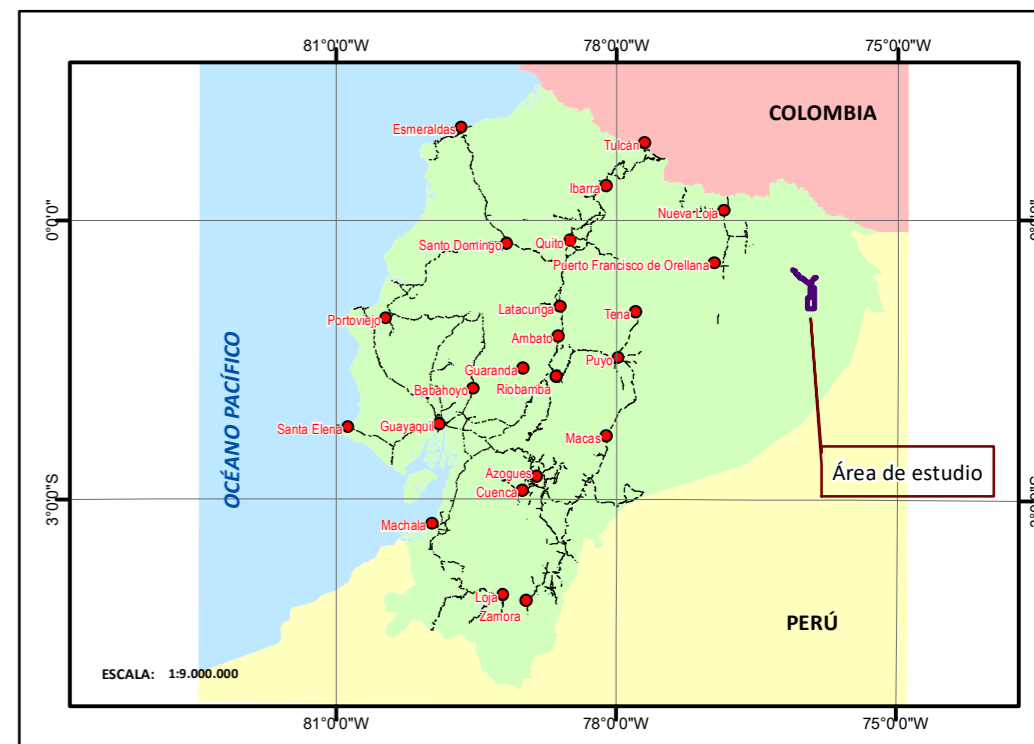 81°0'0"W
78°0'0"W
75°0'0"W
COLOMBIA
Esmeraldas
Tulcán
Ibarra
Nueva Loja
0°0'0"
Santo Domingo
Quito
Puerto Francisco de Orellana
Latacunga
Tena
Portoviejo
Ambato
Puyo
Guaranda
Riobamba
Babahoyo
OCÉANO PACÍFICO
Santa Elena
Guayaquil
Macas
Área de estudio
Azogues
Cuenca
3°0'0"S
Machala
Loja
Zamora
PERÚ
ESCALA: 1:9.000.000
81°0'0"W
78°0'0"W
75°0'0"W